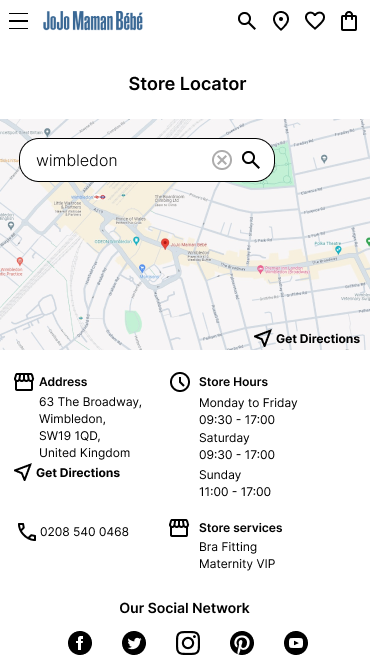 JoJo Maman Bébé
Store Locator
wimbledon
JoJo Maman Bébé
The Broadway
Get Directions
Address
63 The Broadway,
Wimbledon,
SW19 1QD,
United Kingdom
Get Directions
0208 540 0468
Store Hours
Monday to Friday
09:30 - 17:00
Saturday
09:30 - 17:00
Sunday
11:00 - 17:00
Store services
Bra Fitting
Maternity VIP
Our Social Network